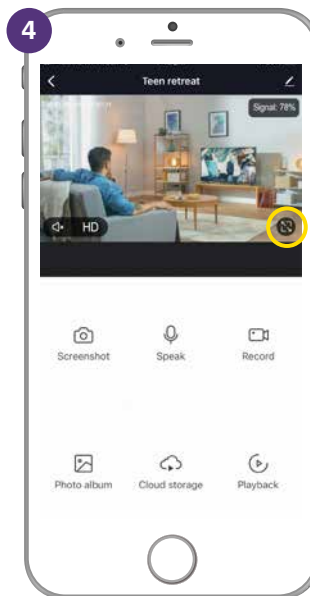 4
Teen retreat
Signal: 78%
HD
Screenshot
Speak
Record
Photo album
Cloud storage
Playback